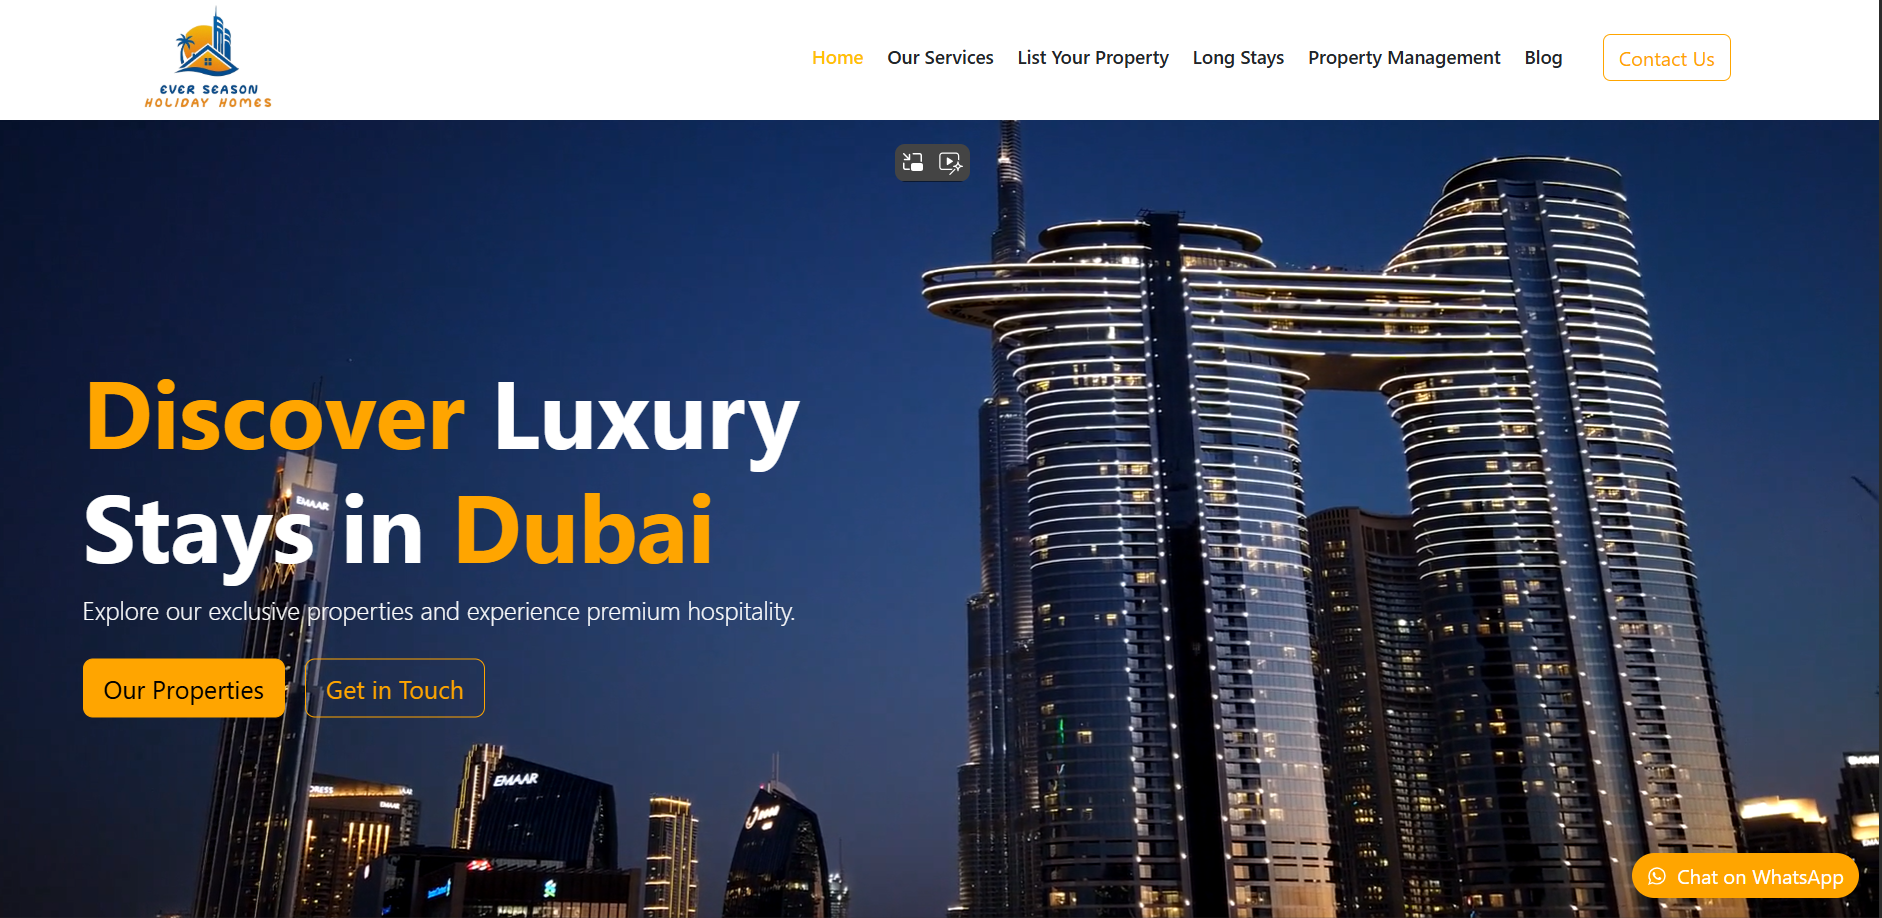 EVER SEASON
HOLIDAY HOMES
Home
Our Services
List Your Property
Long Stays
Property Management
Blog
Contact Us
Discover Luxury
Stays in Dubai
EMAAR
Explore our exclusive properties and experience premium hospitality.
Our Properties
Get in Touch
EMAAR
EMAAR
Chat on WhatsApp